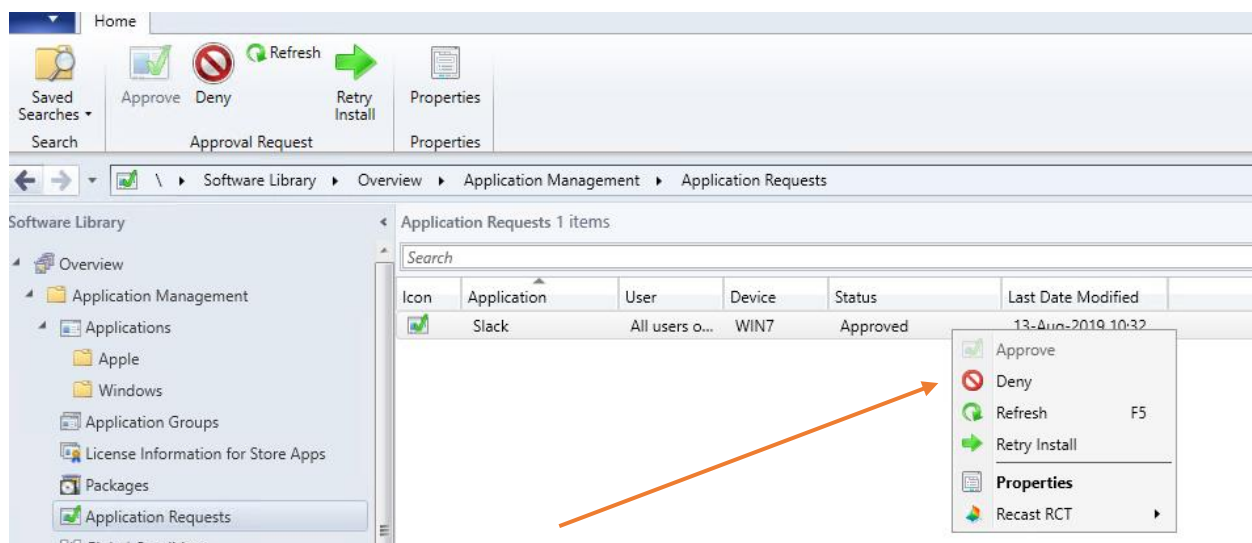 Home
Saved Searches
Approve
Deny
Refresh
Retry Install
Properties
Search
Approval Request
Properties
\ Software Library Overview Application Management Application Requests
Software Library
Overview
Application Management
Applications
Apple
Windows
Application Groups
License Information for Store Apps
Packages
Application Requests
Application Requests 1 items
Search
Icon Application User Device Status Last Date Modified
Slack All users o... WIN7 Approved 13-Aug-2019 10:32
Approve
Deny
Refresh F5
Retry Install
Properties
Recast RCT